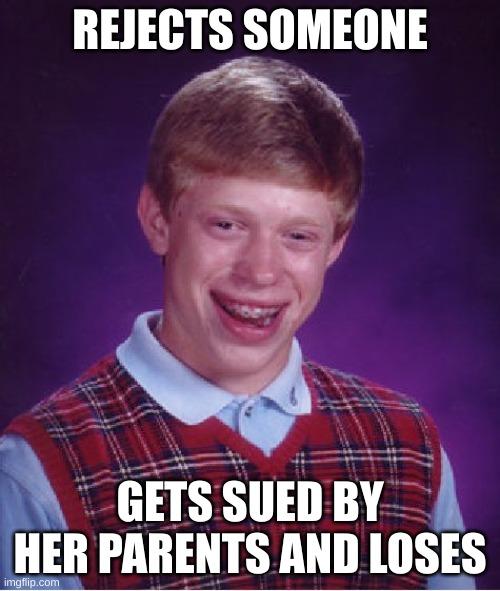 REJECTS SOMEONE
GETS SUED BY
HER PARENTS AND LOSES
imgflip.com